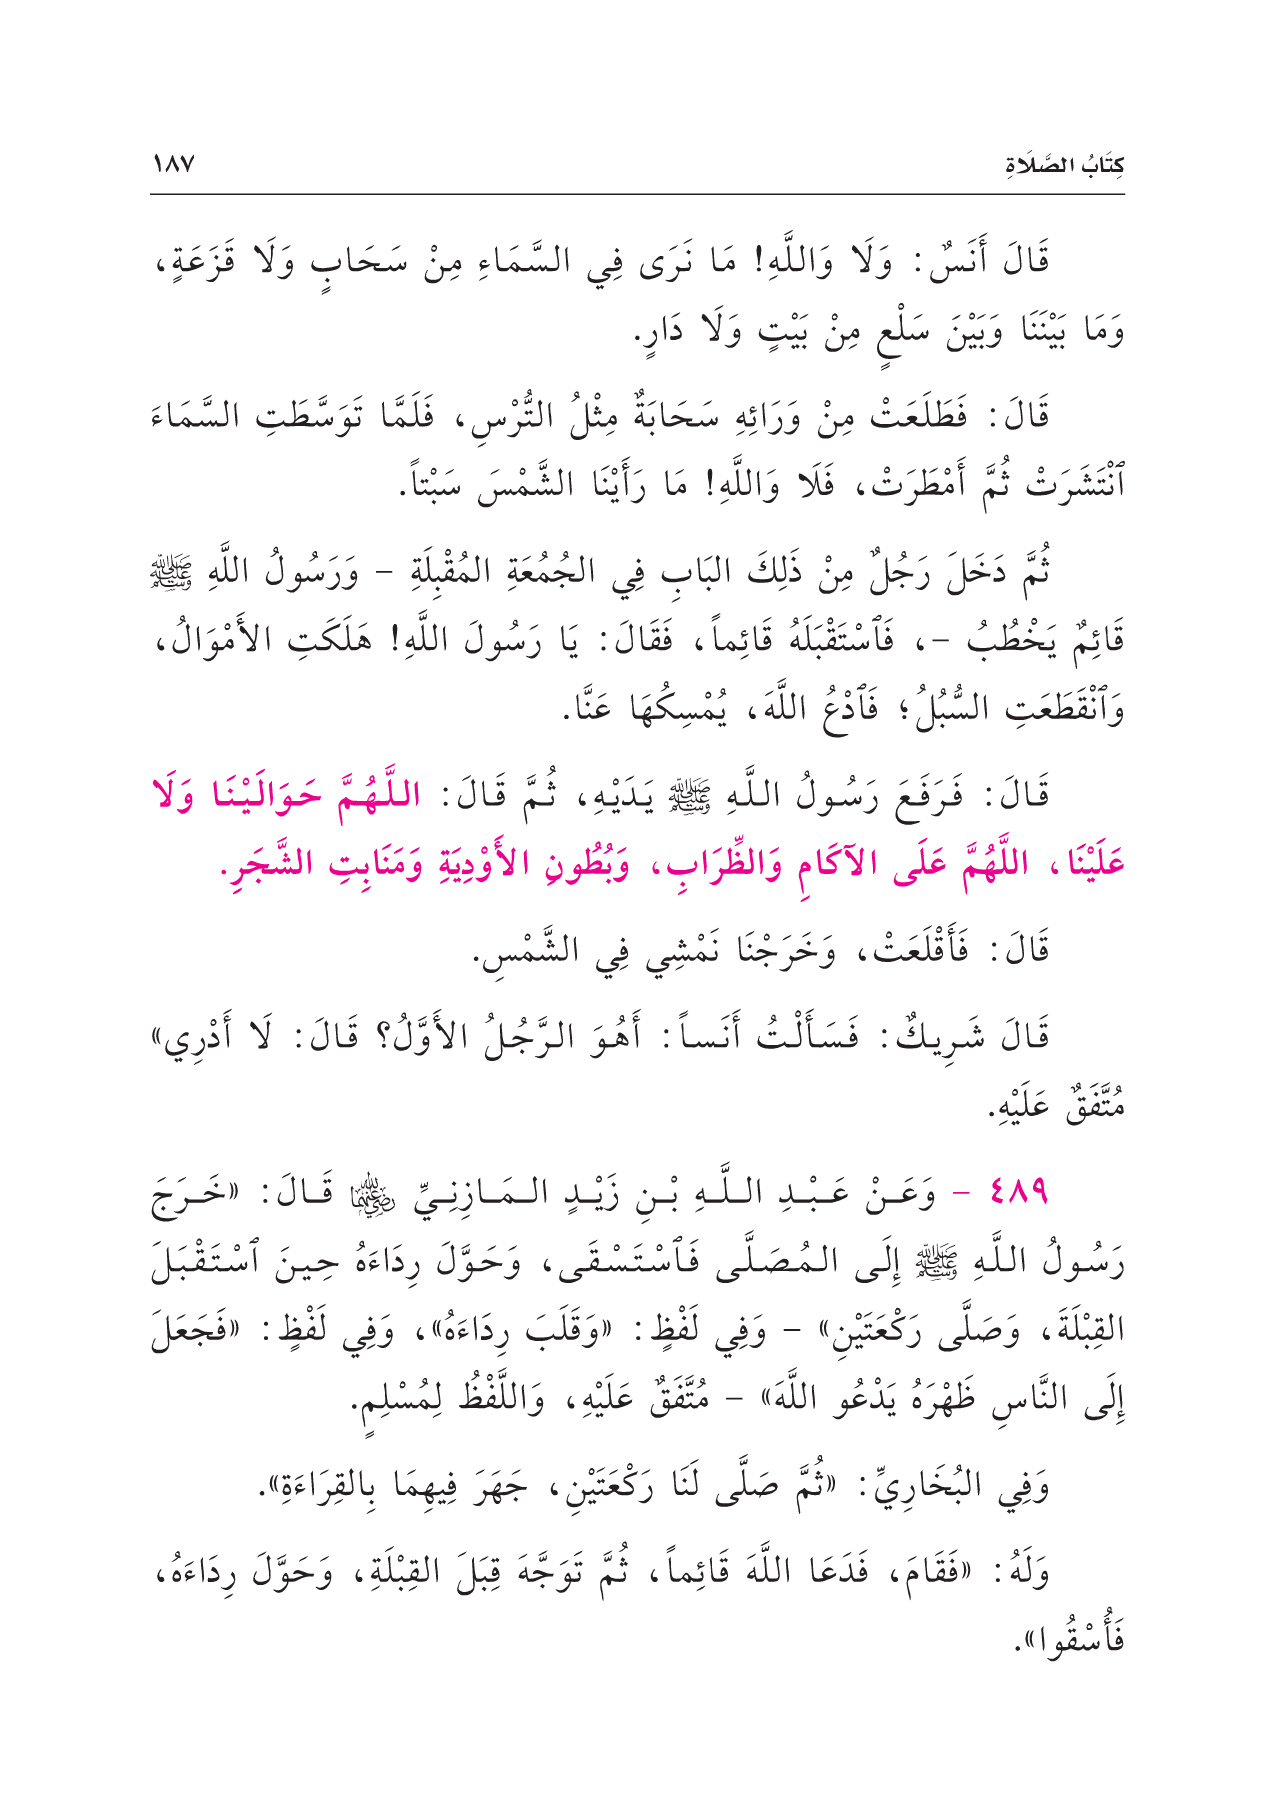 كِتَابُ الصَّلَاةِ ١٨٧
قَالَ أَنَسٌ: وَلَا وَاللَّهِ! مَا نَرَى فِي السَّمَاءِ مِنْ سَحَابٍ وَلَا قَزَعَةٍ،
وَمَا بَيْنَنَا وَبَيْنَ سَلْعٍ مِنْ بَيْتٍ وَلَا دَارٍ.
قَالَ: فَطَلَعَتْ مِنْ وَرَائِهِ سَحَابَةٌ مِثْلُ التُّرْسِ، فَلَمَّا تَوَسَّطَتِ السَّمَاءَ
ٱنْتَشَرَتْ ثُمَّ أَمْطَرَتْ، فَلَا وَاللَّهِ! مَا رَأَيْنَا الشَّمْسَ سَبْتاً.
ثُمَّ دَخَلَ رَجُلٌ مِنْ ذَلِكَ البَابِ فِي الجُمُعَةِ المُقْبِلَةِ - وَرَسُولُ اللَّهِ ﷺ
قَائِمٌ يَخْطُبُ -، فَٱسْتَقْبَلَهُ قَائِماً، فَقَالَ: يَا رَسُولَ اللَّهِ! هَلَكَتِ الأَمْوَالُ،
وَٱنْقَطَعَتِ السُّبُلُ؛ فَٱدْعُ اللَّهَ، يُمْسِكُهَا عَنَّا.
قَالَ: فَرَفَعَ رَسُولُ اللَّهِ ﷺ يَدَيْهِ، ثُمَّ قَالَ: اللَّهُمَّ حَوَالَيْنَا وَلَا
عَلَيْنَا، اللَّهُمَّ عَلَى الآكَامِ وَالظِّرَابِ، وَبُطُونِ الأَوْدِيَةِ وَمَنَابِتِ الشَّجَرِ.
قَالَ: فَأَقْلَعَتْ، وَخَرَجْنَا نَمْشِي فِي الشَّمْسِ.
قَالَ شَرِيكٌ: فَسَأَلْتُ أَنَساً: أَهُوَ الرَّجُلُ الأَوَّلُ؟ قَالَ: لَا أَدْرِي»
مُتَّفَقٌ عَلَيْهِ.
٤٨٩ - وَعَنْ عَبْدِ اللَّهِ بْنِ زَيْدٍ المَازِنِيِّ رضي الله عنهما قَالَ: «خَرَجَ
رَسُولُ اللَّهِ ﷺ إِلَى المُصَلَّى فَٱسْتَسْقَى، وَحَوَّلَ رِدَاءَهُ حِينَ ٱسْتَقْبَلَ
القِبْلَةَ، وَصَلَّى رَكْعَتَيْنِ» - وَفِي لَفْظٍ: «وَقَلَبَ رِدَاءَهُ»، وَفِي لَفْظٍ: «فَجَعَلَ
إِلَى النَّاسِ ظَهْرَهُ يَدْعُو اللَّهَ» - مُتَّفَقٌ عَلَيْهِ، وَاللَّفْظُ لِمُسْلِمٍ.
وَفِي البُخَارِيِّ: «ثُمَّ صَلَّى لَنَا رَكْعَتَيْنِ، جَهَرَ فِيهِمَا بِالقِرَاءَةِ».
وَلَهُ: «فَقَامَ، فَدَعَا اللَّهَ قَائِماً، ثُمَّ تَوَجَّهَ قِبَلَ القِبْلَةِ، وَحَوَّلَ رِدَاءَهُ،
فَأُسْقُوا».